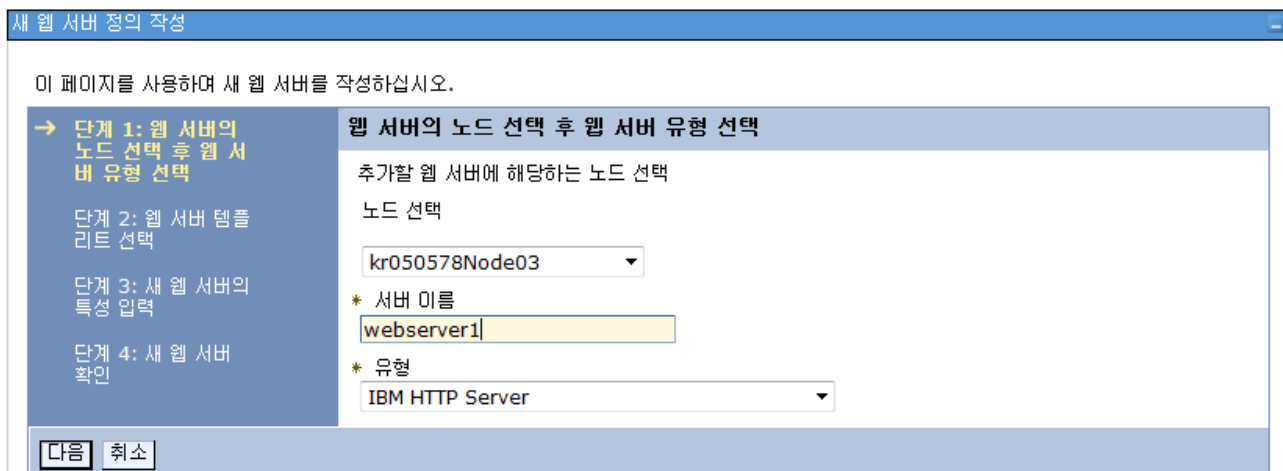 새 웹 서버 정의 작성
이 페이지를 사용하여 새 웹 서버를 작성하십시오.
→ 단계 1: 웹 서버의
노드 선택 후 웹 서
버 유형 선택
단계 2: 웹 서버 템플
리트 선택
단계 3: 새 웹 서버의
특성 입력
단계 4: 새 웹 서버
확인
웹 서버의 노드 선택 후 웹 서버 유형 선택
추가할 웹 서버에 해당하는 노드 선택
노드 선택
kr050578Node03
* 서버 이름
webserver1
* 유형
IBM HTTP Server
다음 취소